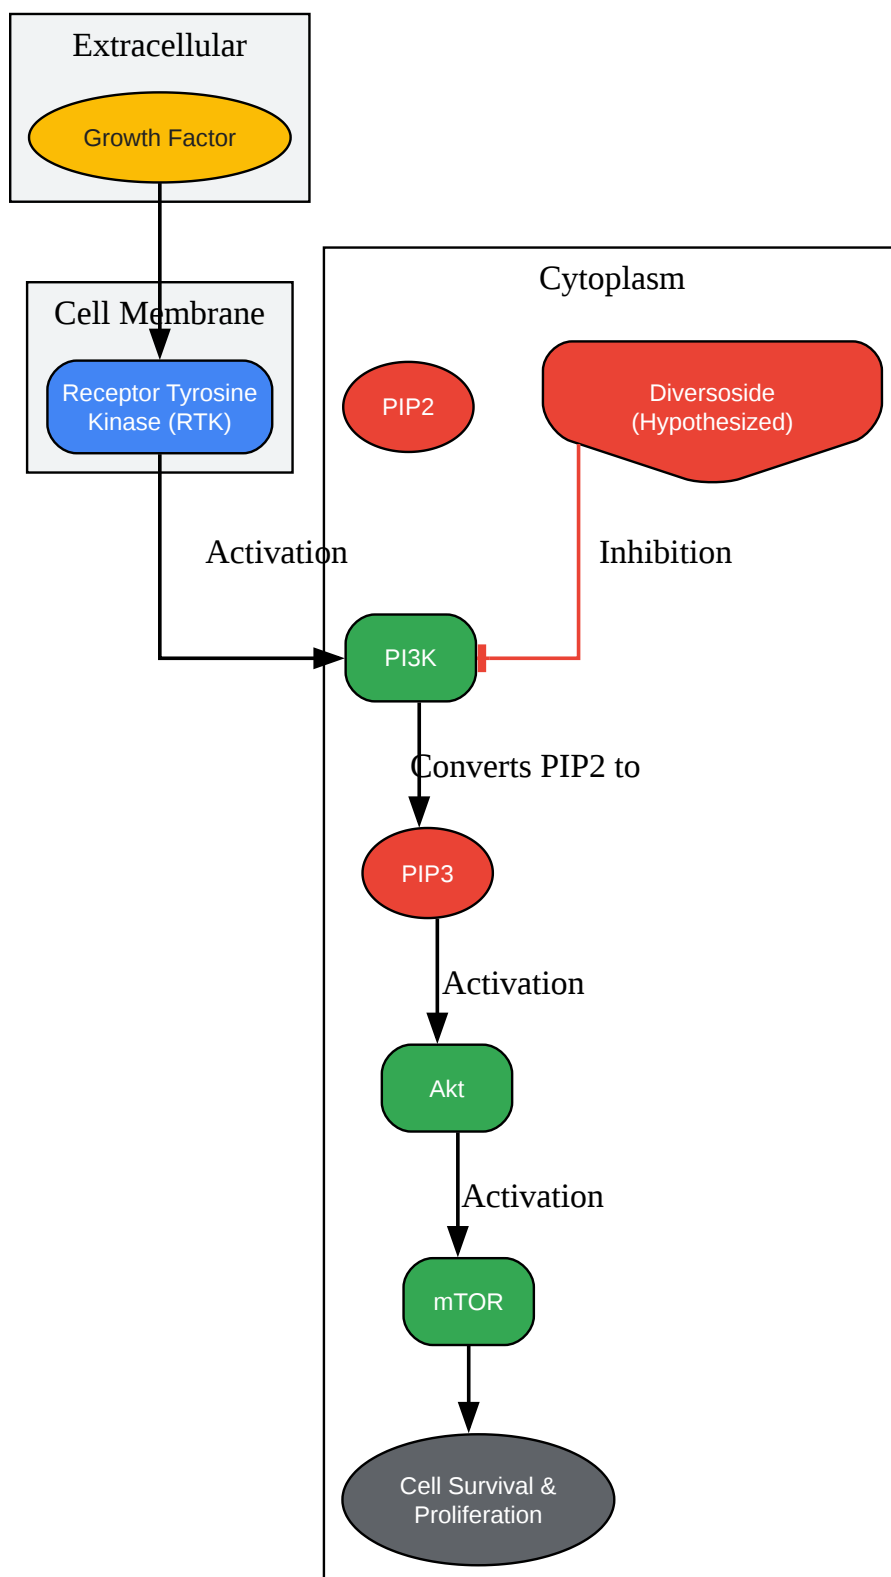 Extracellular
Growth Factor
Cytoplasm
Cell Membrane
Receptor Tyrosine
Kinase (RTK)
PIP2
Diversoside
(Hypothesized)
Activation
Inhibition
PI3K
Converts PIP2 to
PIP3
Activation
Akt
Activation
mTOR
Cell Survival &
Proliferation